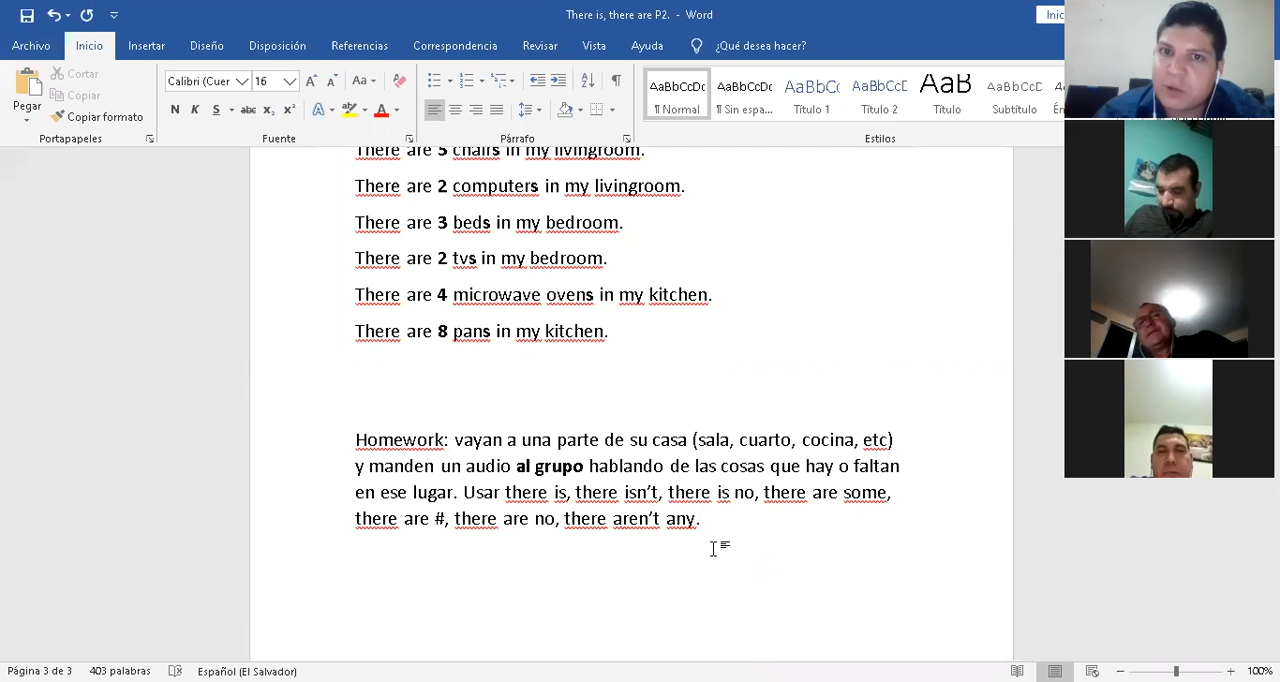 There is, there are P2. - Word
Inic
Archivo Inicio Insertar Diseño Disposición Referencias Correspondencia Revisar Vista Ayuda ¿Qué desea hacer?
Pegar
Cortar
Copiar
Copiar formato
Portapapeles
Calibri (Cuer 16
N K S abc x₂ x²
Fuente
Párrafo
AaBbCcDc AaBbCcDc AaBbCc AaBbCcD AaB AaBbCcD
¶ Normal ¶ Sin espa... Título 1 Título 2 Título Subtítulo
Estilos
There are 5 chairs in my livingroom.
There are 2 computers in my livingroom.
There are 3 beds in my bedroom.
There are 2 tvs in my bedroom.
There are 4 microwave ovens in my kitchen.
There are 8 pans in my kitchen.
Homework: vayan a una parte de su casa (sala, cuarto, cocina, etc)
y manden un audio al grupo hablando de las cosas que hay o faltan
en ese lugar. Usar there is, there isn't, there is no, there are some,
there are #, there are no, there aren't any.
Página 3 de 3 403 palabras Español (El Salvador) 100%